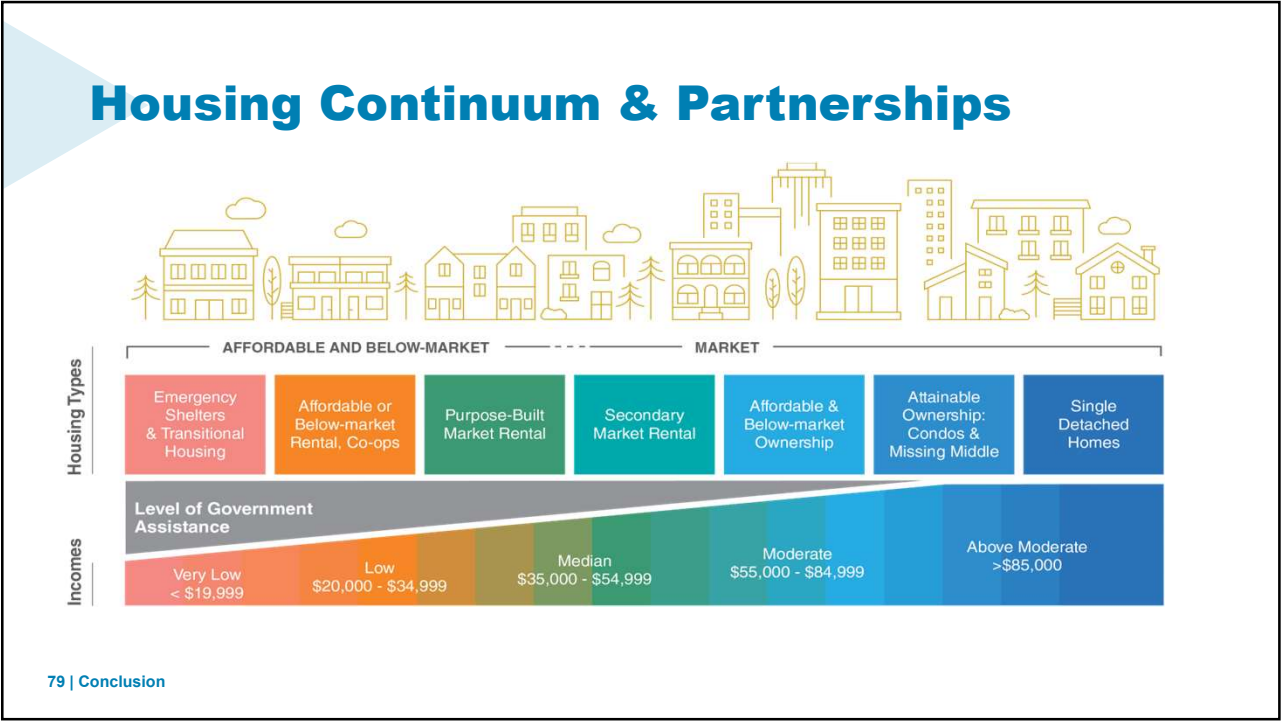 Housing Continuum & Partnerships
AFFORDABLE AND BELOW-MARKET
MARKET
Housing Types
Emergency
Shelters
& Transitional
Housing
Affordable or
Below-market
Rental, Co-ops
Purpose-Built
Market Rental
Secondary
Market Rental
Affordable &
Below-market
Ownership
Attainable
Ownership:
Condos &
Missing Middle
Single
Detached
Homes
Level of Government
Assistance
Incomes
Very Low
< $19,999
Low
$20,000 - $34,999
Median
$35,000 - $54,999
Moderate
$55,000 - $84,999
Above Moderate
>$85,000
79 | Conclusion